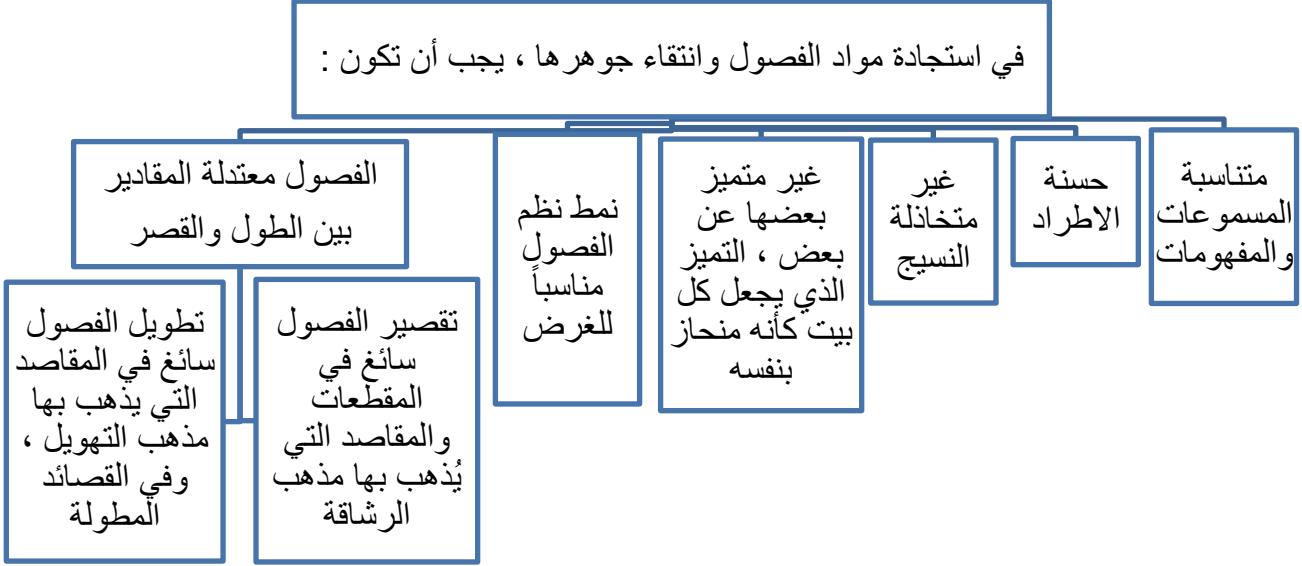 في استجادة مواد الفصول وانتقاء جوهرها ، يجب أن تكون :
متناسبة
المسموعات
والمفهومات
حسنة
الاطراد
غير
متخاذلة
النسيج
غير متميز
بعضها عن
بعض ، التميز
الذي يجعل كل
بيت كأنه منحاز
بنفسه
نمط نظم
الفصول
مناسباً
للغرض
الفصول معتدلة المقادير
بين الطول والقصر
تقصير الفصول
سائغ في
المقطعات
والمقاصد التي
يُذهب بها مذهب
الرشاقة
تطويل الفصول
سائغ في المقاصد
التي يذهب بها
مذهب التهويل ،
وفي القصائد
المطولة